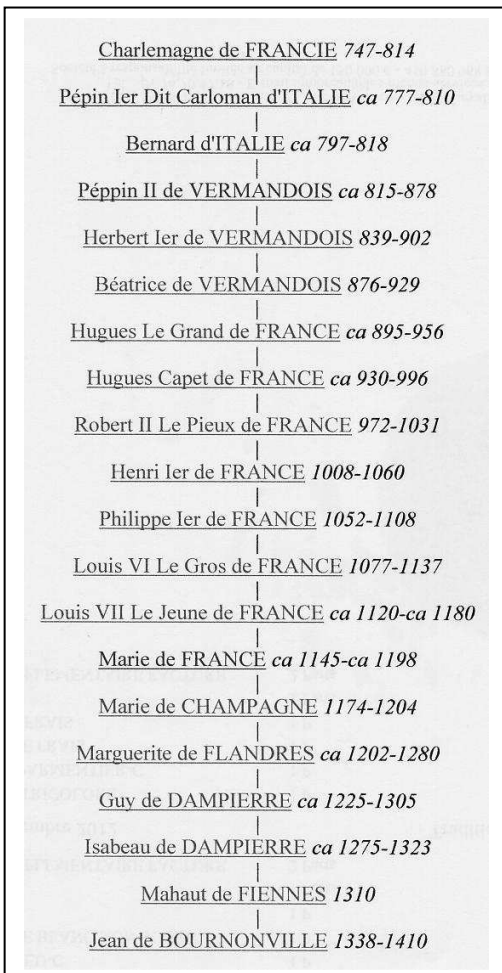 Charlemagne de FRANCIE 747-814
Pépin Ier Dit Carloman d'ITALIE ca 777-810
Bernard d'ITALIE ca 797-818
Péppin II de VERMANDOIS ca 815-878
Herbert Ier de VERMANDOIS 839-902
Béatrice de VERMANDOIS 876-929
Hugues Le Grand de FRANCE ca 895-956
Hugues Capet de FRANCE ca 930-996
Robert II Le Pieux de FRANCE 972-1031
Henri Ier de FRANCE 1008-1060
Philippe Ier de FRANCE 1052-1108
Louis VI Le Gros de FRANCE 1077-1137
Louis VII Le Jeune de FRANCE ca 1120-ca 1180
Marie de FRANCE ca 1145-ca 1198
Marie de CHAMPAGNE 1174-1204
Marguerite de FLANDRES ca 1202-1280
Guy de DAMPIERRE ca 1225-1305
Isabeau de DAMPIERRE ca 1275-1323
Mahaut de FIENNES 1310
Jean de BOURNONVILLE 1338-1410